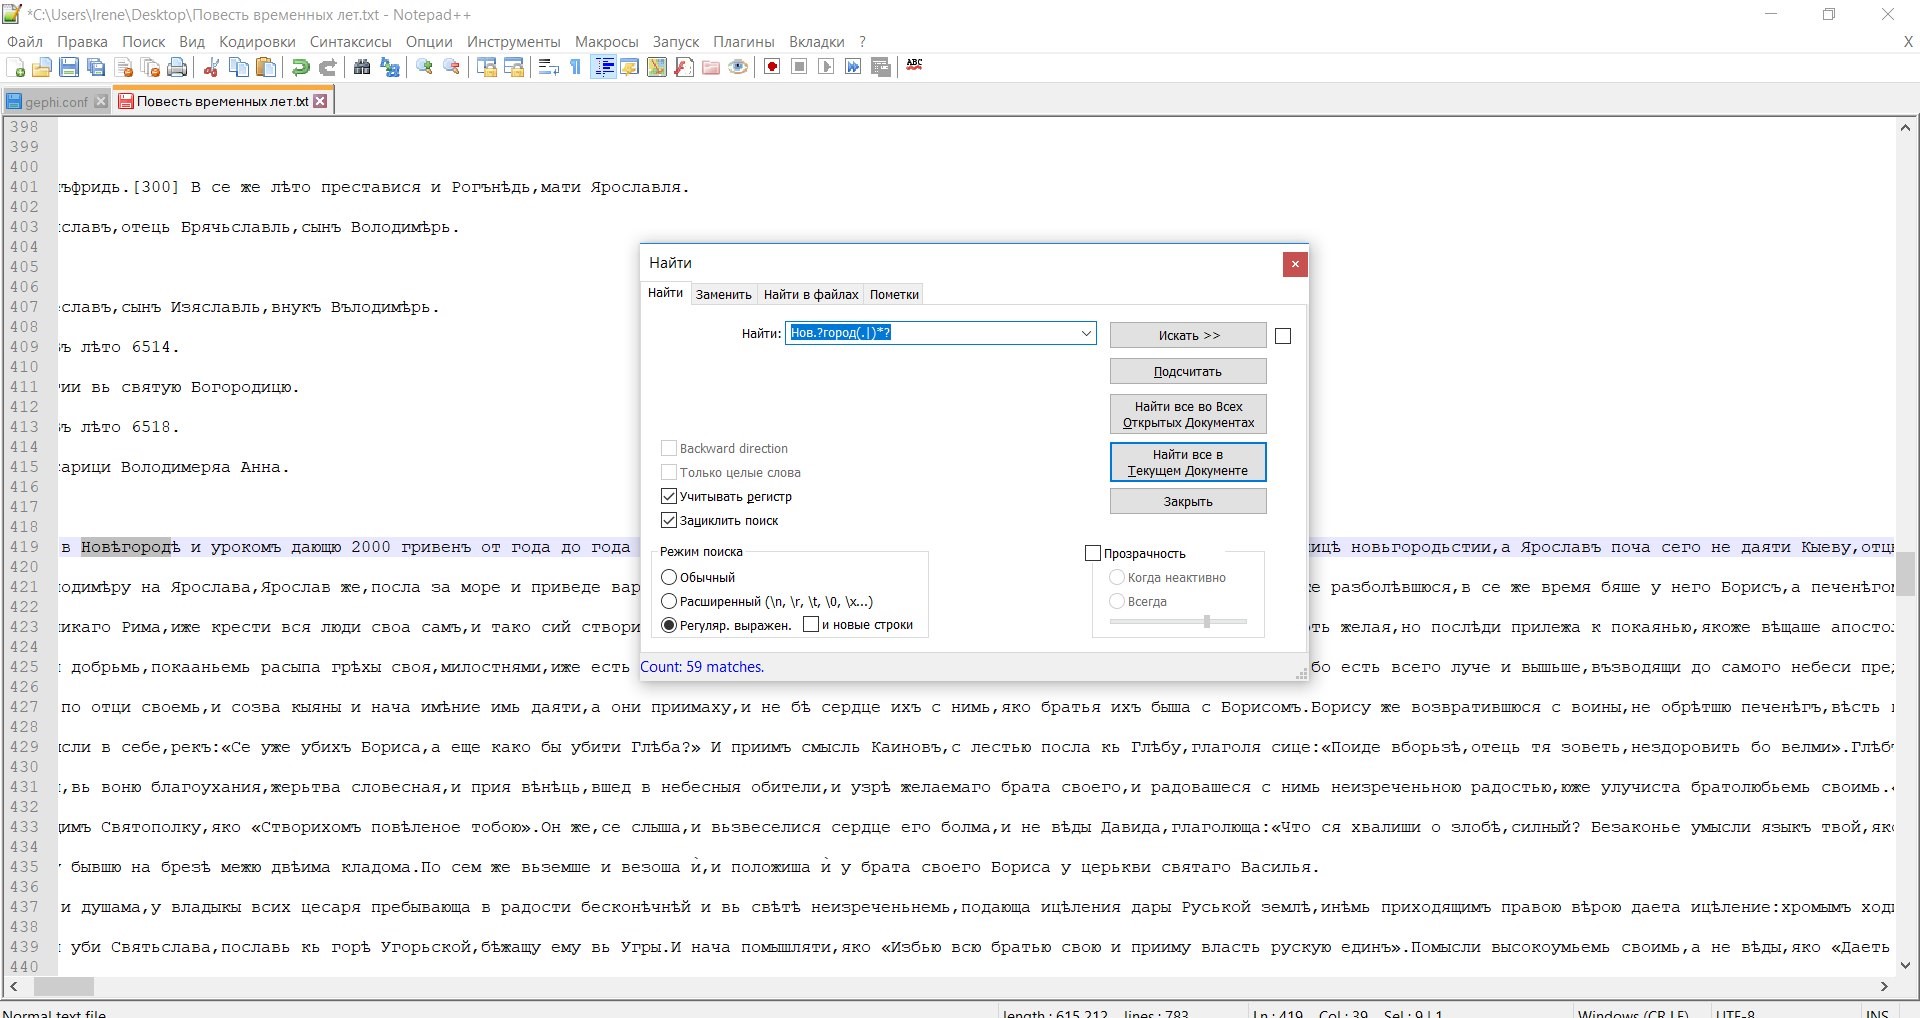 *C:\Users\Irene\Desktop\Повесть временных лет.txt - Notepad++
Файл Правка Поиск Вид Кодировки Синтаксисы Опции Инструменты Макросы Запуск Плагины Вкладки ? X
ABC
gephi.conf Повесть временных лет.txt
398
399
400
401 ъфридь.[300] В се же лѣто преставися и Рогънѣдь,мати Ярославля.
402
403 славъ,отець Брячьславль,сынъ Володимѣрь.
404
405
406
407 славъ,сынъ Изяславль,внукъ Вълодимѣрь.
408
409 ъ лѣто 6514.
410
411 ии вь святую Богородицю.
412
413 ъ лѣто 6518.
414
415 арици Володимеряа Анна.
416
417
418
419 в Новѣгородѣ и урокомъ дающю 2000 гривенъ от года до года ицѣ новьгородьстии,а Ярославъ поча сего не даяти Кыеву,отц
420
421 одимѣру на Ярослава,Ярослав же,посла за море и приведе вар е разболѣвшюся,в се же время бяше у него Борисъ,а печенѣго
422
423 икаго Рима,иже крести вся люди своа самъ,и тако сий створи ть желая,но послѣди прилежа к покаянью,якоже вѣщаше апосто
424
425 добрьмь,покааньемь расыпа грѣхы своя,милостнями,иже есть бо есть всего луче и вышьше,възводящи до самого небеси пре
426
427 по отци своемь,и созва кыяны и нача имѣние имь даяти,а они приимаху,и не бѣ сердце ихъ с нимь,яко братья ихъ быша с Борисомъ.Борису же возвратившюся с воины,не обрѣтшю печенѣгъ,вѣсть
428
429 сли в себе,рекъ:«Се уже убихъ Бориса,а еще како бы убити Глѣба?» И приимъ смысль Каиновъ,с лестью посла кь Глѣбу,глаголя сице:«Поиде вборьзѣ,отець тя зоветь,нездоровить бо велми».Глѣб
430
431 ,вь воню благоухания,жерьтва словесная,и прия вѣнѣць,вшед в небесныя обители,и узрѣ желаемаго брата своего,и радовашеся с нимь неизреченьною радостью,юже улучиста братолюбьемь своимь.
432
433 имъ Святополку,яко «Створихомъ повѣленое тобою».Он же,се слыша,и вьзвеселися сердце его болма,и не вѣды Давида,глаголюща:«Что ся хвалиши о злобѣ,силный? Безаконье умысли языкъ твой,як
434
435 бывшю на брезѣ межю двѣима кладома.По сем же вьземше и везоша ѝ,и положиша ѝ у брата своего Бориса у церькви святаго Василья.
436
437 и душама,у владыкы всих цесаря пребывающа в радости бесконѣчнѣй и вь свѣтѣ неизреченьнемь,подающа ицѣления дары Руськой землѣ,инѣмь приходящимъ правою вѣрою даета ицѣление:хромымъ ход
438
439 уби Святьслава,пославь кь горѣ Угорьской,бѣжащу ему вь Угры.И нача помышляти,яко «Избью всю братью свою и прииму власть рускую единъ».Помысли высокоумьемь своимь,а не вѣды,яко «Даеть
440
Найти
Найти Заменить Найти в файлах Пометки
Найти: Нов.?город(.|)*? Искать >>
Подсчитать
Найти все во Всех
Открытых Документах
Backward direction
Найти все в
Текущем Документе
Только целые слова
Учитывать регистр
Закрыть
Зациклить поиск
Режим поиска
Обычный
Расширенный (\n, \r, \t, \0, \x...)
Регуляр. выражен. и новые строки
Прозрачность
Когда неактивно
Всегда
Count: 59 matches.
Normal text file length : 615 212 lines : 783 Ln : 419 Col : 39 Sel : 9 | 1 Windows (CR LF) UTF-8 INS